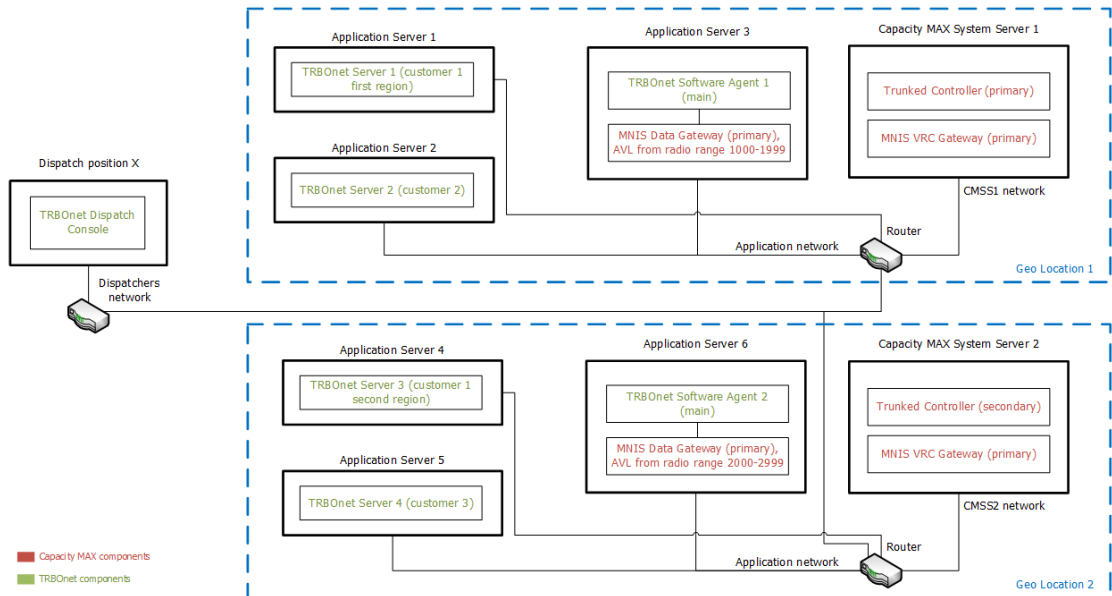 Dispatch position X
TRBOnet Dispatch
Console
Dispatchers
network
Application Server 1
TRBOnet Server 1 (customer 1
first region)
Application Server 2
TRBOnet Server 2 (customer 2)
Application Server 3
TRBOnet Software Agent 1
(main)
MNIS Data Gateway (primary),
AVL from radio range 1000-1999
Capacity MAX System Server 1
Trunked Controller (primary)
MNIS VRC Gateway (primary)
CMSS1 network
Router
Application network
Geo Location 1
Application Server 4
TRBOnet Server 3 (customer 1
second region)
Application Server 5
TRBOnet Server 4 (customer 3)
Application Server 6
TRBOnet Software Agent 2
(main)
MNIS Data Gateway (primary),
AVL from radio range 2000-2999
Capacity MAX System Server 2
Trunked Controller (secondary)
MNIS VRC Gateway (primary)
CMSS2 network
Router
Application network
Geo Location 2
Capacity MAX components
TRBOnet components